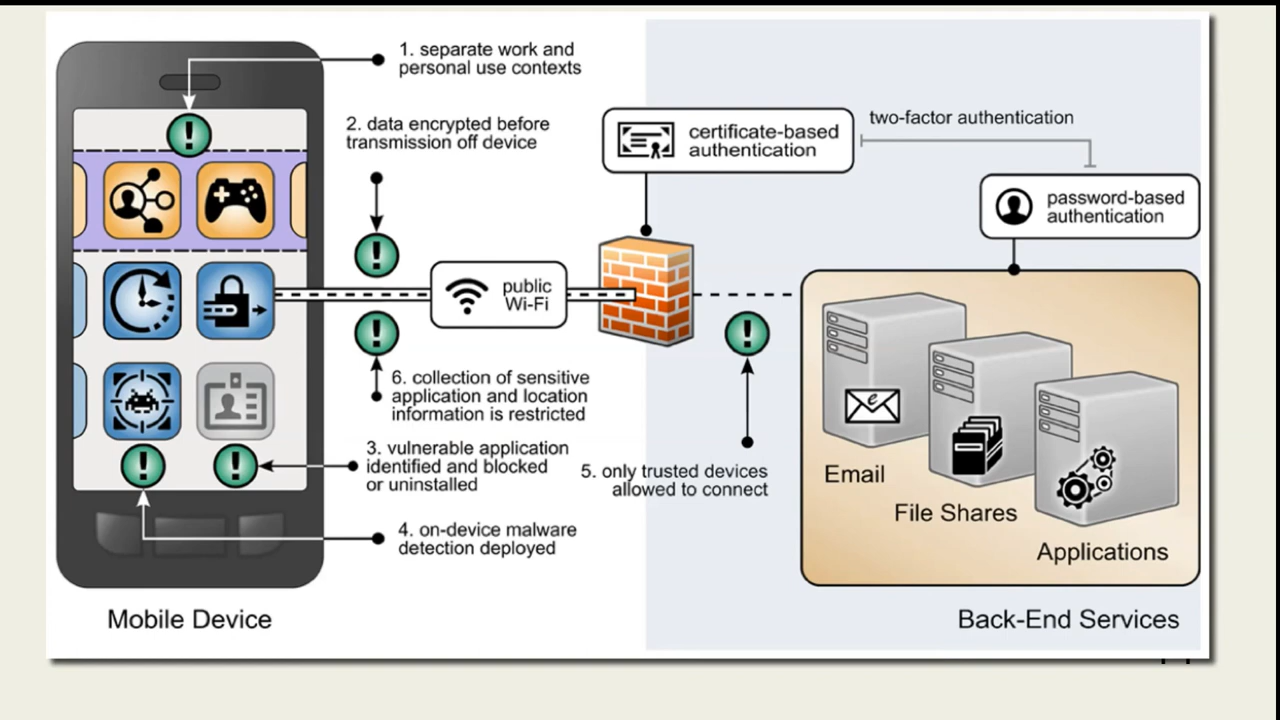 1. separate work and
personal use contexts
2. data encrypted before
transmission off device
certificate-based
authentication
two-factor authentication
password-based
authentication
public
Wi-Fi
6. collection of sensitive
application and location
information is restricted
3. vulnerable application
identified and blocked
or uninstalled
5. only trusted devices
allowed to connect
4. on-device malware
detection deployed
e
Email
File Shares
Applications
Mobile Device
Back-End Services